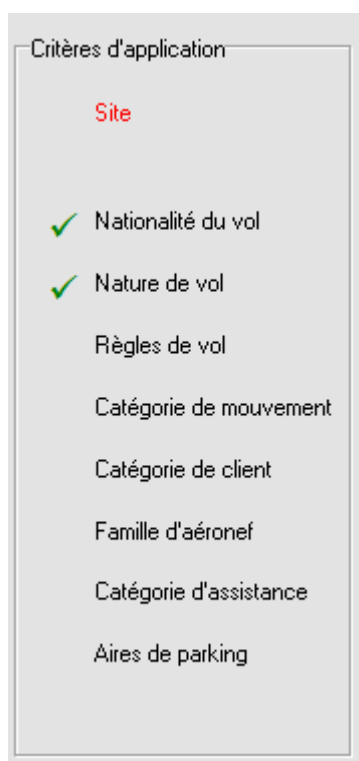 Critères d'application
Site
Nationalité du vol
Nature de vol
Règles de vol
Catégorie de mouvement
Catégorie de client
Famille d'aéronef
Catégorie d'assistance
Aires de parking